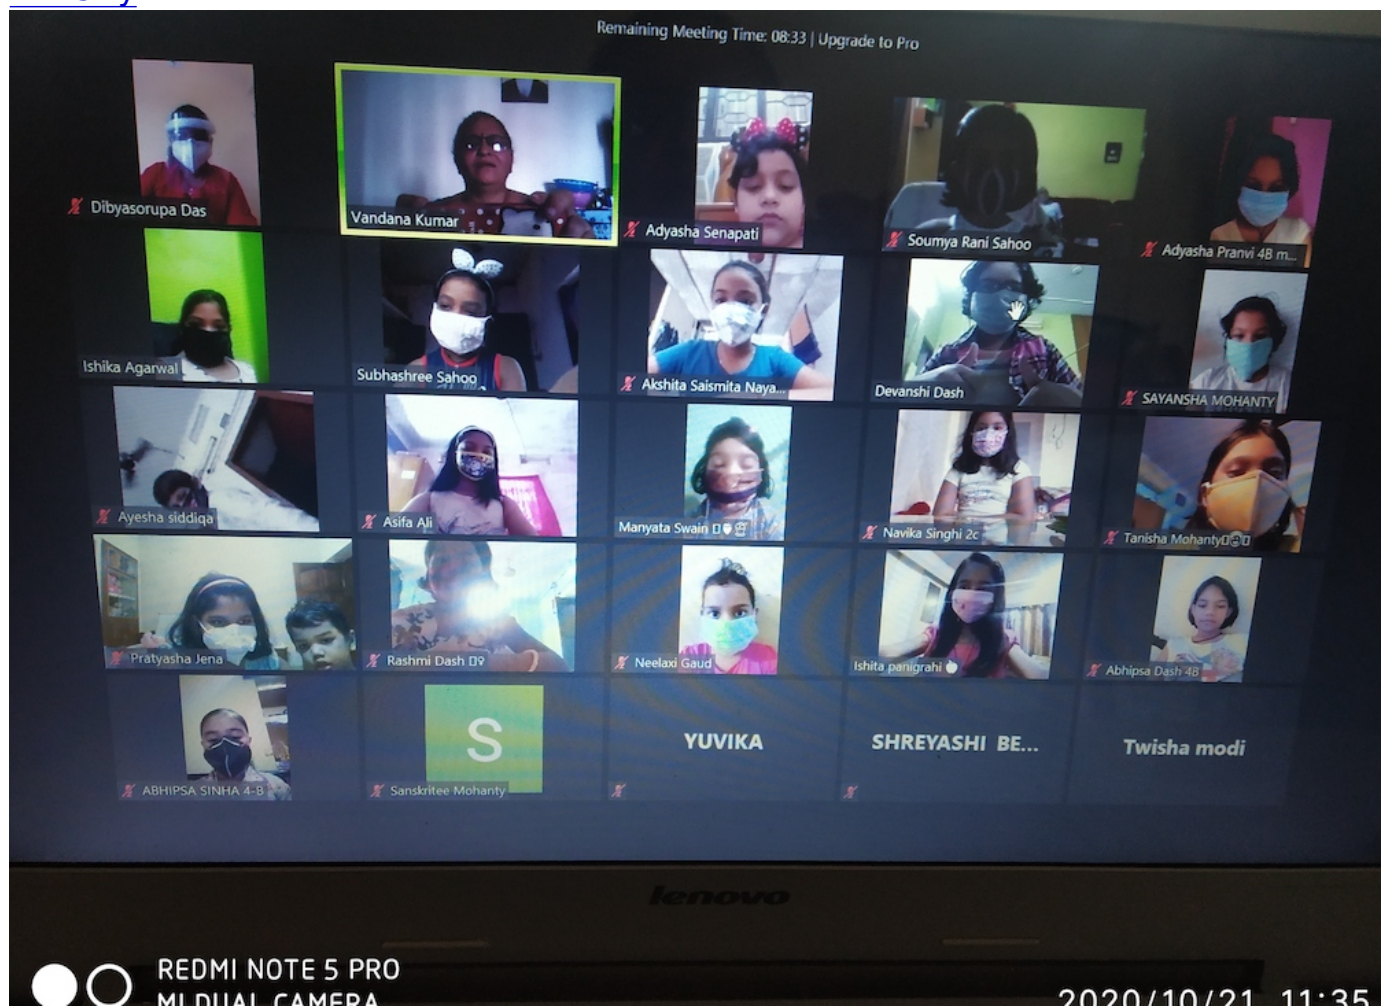 Remaining Meeting Time: 08:33 | Upgrade to Pro
Dibyasorupa Das
Vandana Kumar
Adyasha Senapati
Soumya Rani Sahoo
Adyasha Pranvi 4B m...
Ishika Agarwal
Subhashree Sahoo
Akshita Saismita Naya...
Devanshi Dash
SAYANSHA MOHANTY
Ayesha siddiqa
Asifa Ali
Manyata Swain
Navika Singhi 2c
Tanisha Mohanty
Pratyasha Jena
Rashmi Dash
Neelaxi Gaud
Ishita panigrahi
Abhipsa Dash 4B
ABHIPSA SINHA 4-B
S
Sanskritee Mohanty
YUVIKA
SHREYASHI BE...
Twisha modi
lenovo
REDMI NOTE 5 PRO
MI DUAL CAMERA
2020/10/21 11:35